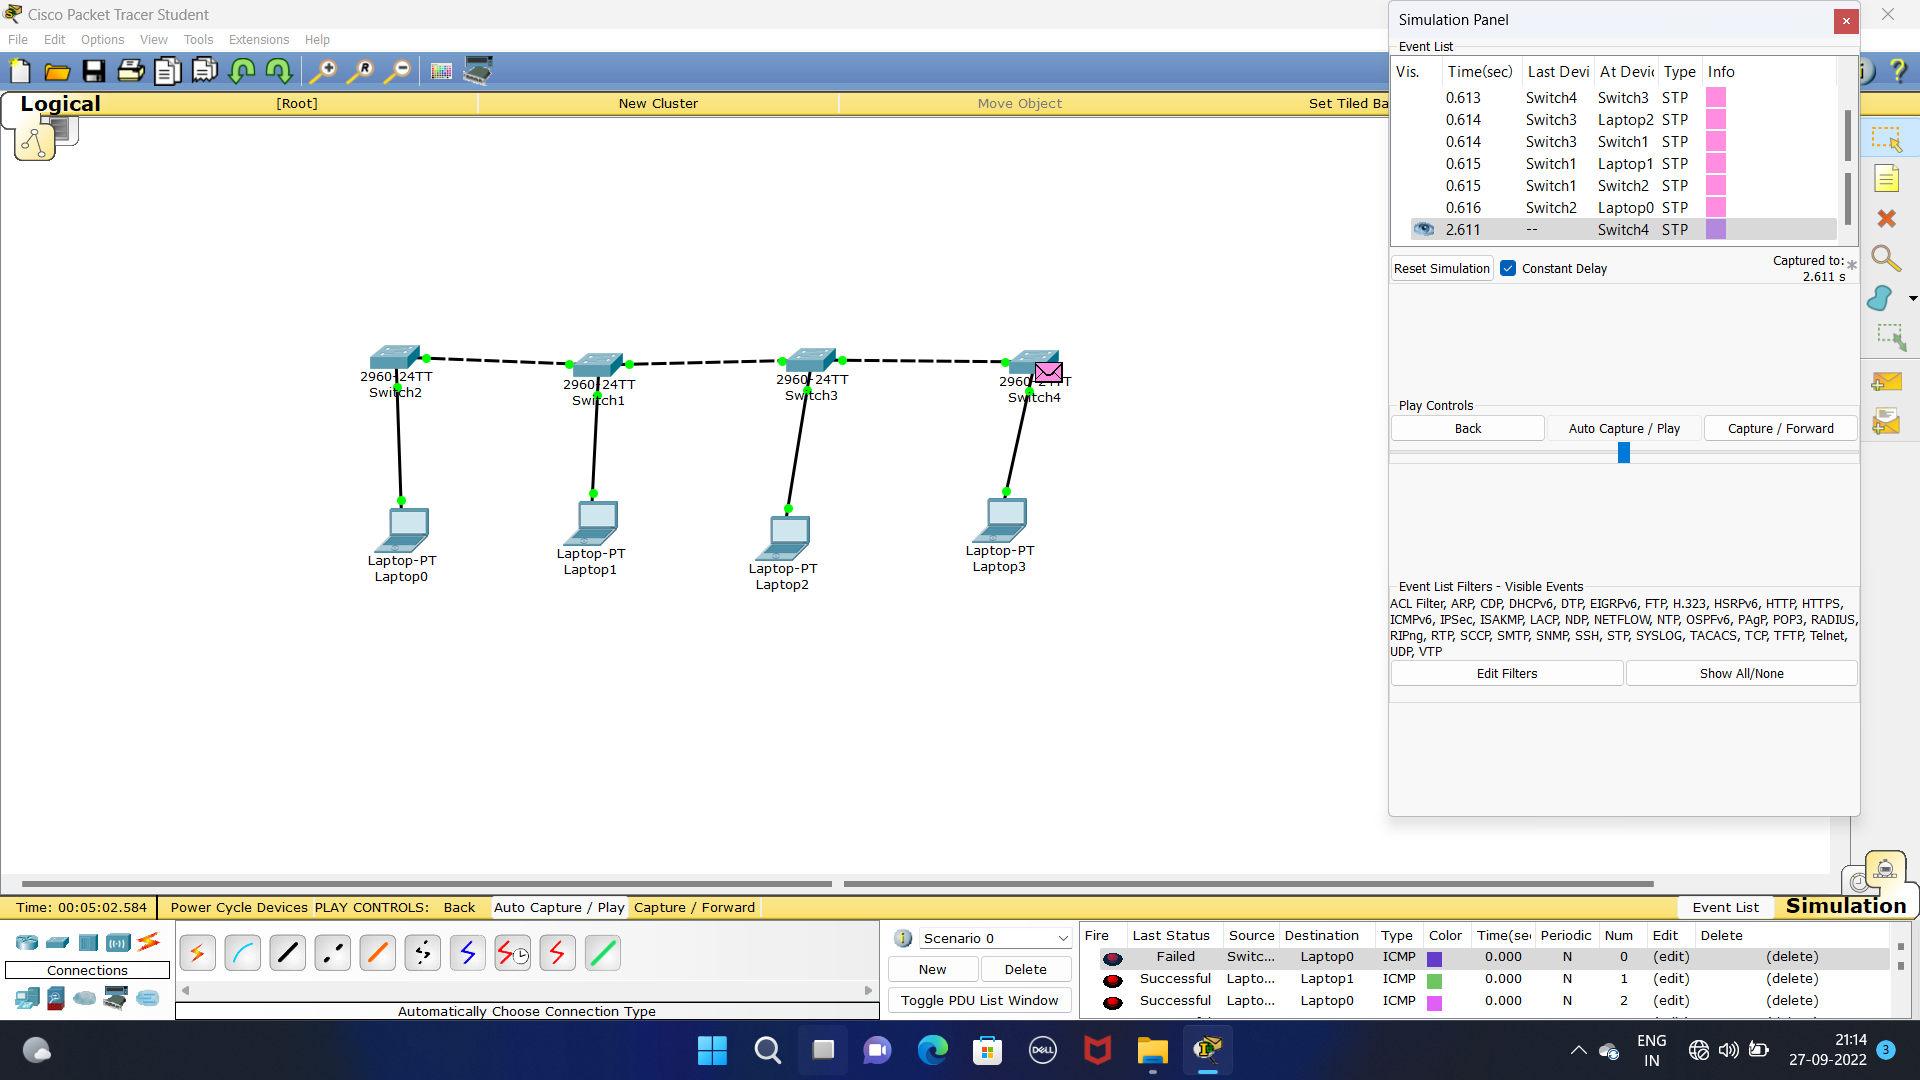 Cisco Packet Tracer Student
File Edit Options View Tools Extensions Help
Logical [Root] New Cluster Move Object Set Tiled Ba
Simulation Panel
Event List
Vis. Time(sec) Last Devi At Devic Type Info
0.613 Switch4 Switch3 STP
0.614 Switch3 Laptop2 STP
0.614 Switch3 Switch1 STP
0.615 Switch1 Laptop1 STP
0.615 Switch1 Switch2 STP
0.616 Switch2 Laptop0 STP
2.611 -- Switch4 STP
Reset Simulation Constant Delay Captured to: *
2.611 s
Play Controls
Back Auto Capture / Play Capture / Forward
Event List Filters - Visible Events
ACL Filter, ARP, CDP, DHCPv6, DTP, EIGRPv6, FTP, H.323, HSRPv6, HTTP, HTTPS,
ICMPv6, IPSec, ISAKMP, LACP, NDP, NETFLOW, NTP, OSPFv6, PAgP, POP3, RADIUS,
RIPng, RTP, SCCP, SMTP, SNMP, SSH, STP, SYSLOG, TACACS, TCP, TFTP, Telnet,
UDP, VTP
Edit Filters Show All/None
2960-24TT
Switch2
2960-24TT
Switch1
2960-24TT
Switch3
2960-24TT
Switch4
Laptop-PT
Laptop0
Laptop-PT
Laptop1
Laptop-PT
Laptop2
Laptop-PT
Laptop3
Time: 00:05:02.584 Power Cycle Devices PLAY CONTROLS: Back Auto Capture / Play Capture / Forward Event List Simulation
Connections
Automatically Choose Connection Type
Scenario 0
New Delete
Toggle PDU List Window
Fire Last Status Source Destination Type Color Time(sec Periodic Num Edit Delete
Failed Switc... Laptop0 ICMP 0.000 N 0 (edit) (delete)
Successful Lapto... Laptop1 ICMP 0.000 N 1 (edit) (delete)
Successful Lapto... Laptop0 ICMP 0.000 N 2 (edit) (delete)
DELL
ENG
IN
21:14
27-09-2022
3